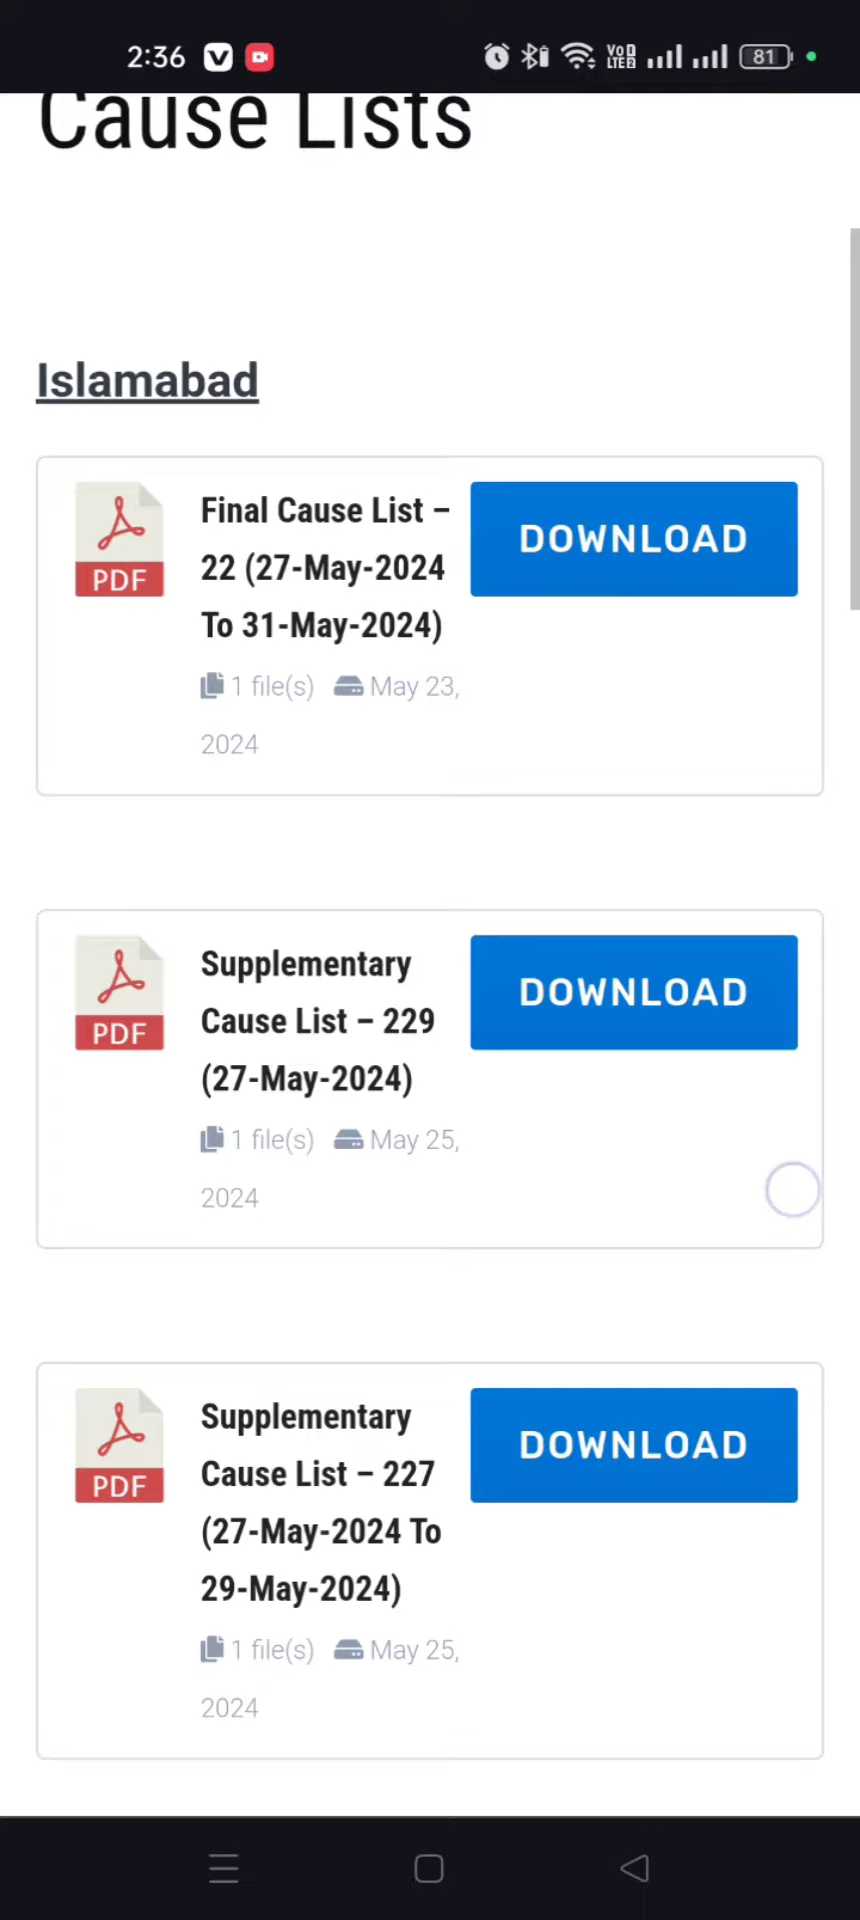 2:36
Vo LTE2
81
Cause Lists
Islamabad
Final Cause List –
22 (27-May-2024
To 31-May-2024)
1 file(s) May 23,
2024
PDF
DOWNLOAD
Supplementary
Cause List – 229
(27-May-2024)
1 file(s) May 25,
2024
PDF
DOWNLOAD
Supplementary
Cause List – 227
(27-May-2024 To
29-May-2024)
1 file(s) May 25,
2024
PDF
DOWNLOAD